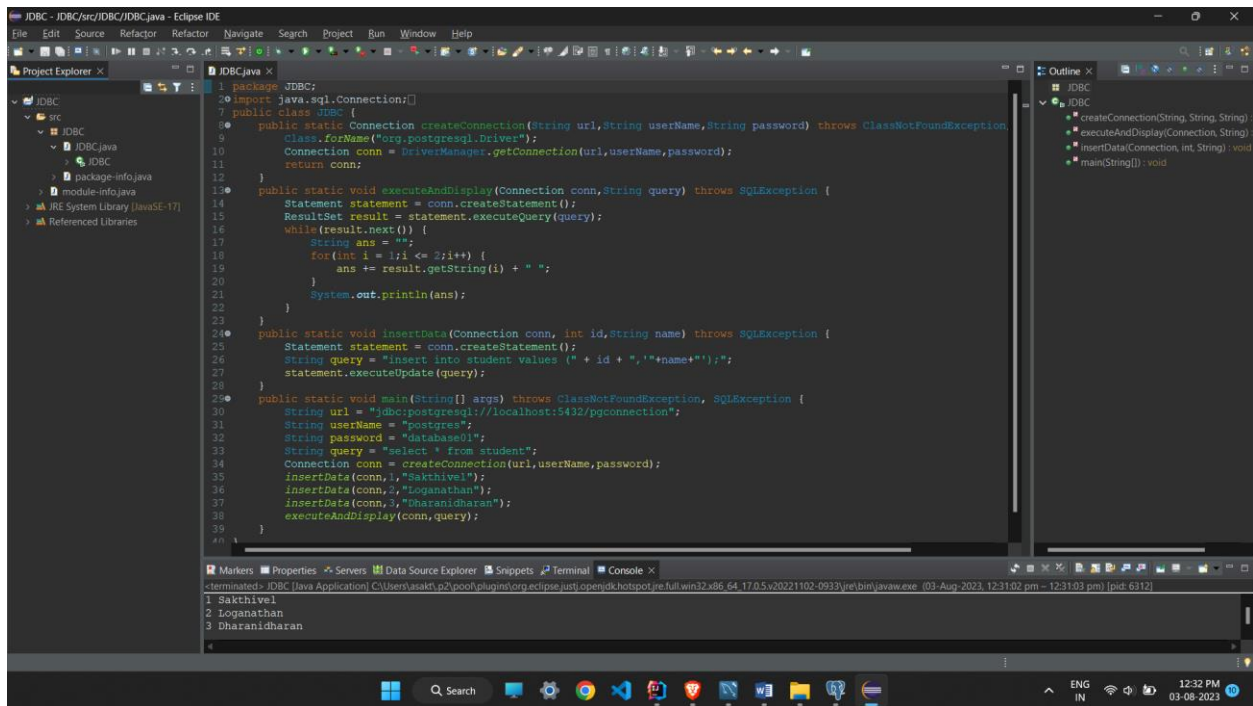 JDBC - JDBC/src/JDBC/JDBC.java - Eclipse IDE
File Edit Source Refactor Refactor Navigate Search Project Run Window Help
Project Explorer
JDBC
src
JDBC
JDBC.java
JDBC
package-info.java
module-info.java
JRE System Library [JavaSE-17]
Referenced Libraries
JDBC.java
1 package JDBC;
2 import java.sql.Connection;
7 public class JDBC {
8 public static Connection createConnection(String url,String userName,String password) throws ClassNotFoundException,
9 Class.forName("org.postgresql.Driver");
10 Connection conn = DriverManager.getConnection(url,userName,password);
11 return conn;
12 }
13 public static void executeAndDisplay(Connection conn,String query) throws SQLException {
14 Statement statement = conn.createStatement();
15 ResultSet result = statement.executeQuery(query);
16 while(result.next()) {
17 String ans = "";
18 for(int i = 1;i <= 2;i++) {
19 ans += result.getString(i) + " ";
20 }
21 System.out.println(ans);
22 }
23 }
24 public static void insertData(Connection conn, int id,String name) throws SQLException {
25 Statement statement = conn.createStatement();
26 String query = "insert into student values (" + id + ",'"+name+"');";
27 statement.executeUpdate(query);
28 }
29 public static void main(String[] args) throws ClassNotFoundException, SQLException {
30 String url = "jdbc:postgresql://localhost:5432/pgconnection";
31 String userName = "postgres";
32 String password = "database01";
33 String query = "select * from student";
34 Connection conn = createConnection(url,userName,password);
35 insertData(conn,1,"Sakthivel");
36 insertData(conn,2,"Loganathan");
37 insertData(conn,3,"Dharanidharan");
38 executeAndDisplay(conn,query);
39 }
40 }
Outline
JDBC
JDBC
createConnection(String, String, String) :
executeAndDisplay(Connection, String) :
insertData(Connection, int, String) : void
main(String[]) : void
Markers Properties Servers Data Source Explorer Snippets Terminal Console
<terminated> JDBC [Java Application] C:\Users\asakt\.p2\pool\plugins\org.eclipse.justj.openjdk.hotspot.jre.full.win32.x86_64_17.0.5.v20221102-0933\jre\bin\javaw.exe (03-Aug-2023, 12:31:02 pm – 12:31:03 pm) [pid: 6312]
1 Sakthivel
2 Loganathan
3 Dharanidharan
Search
ENG
IN
12:32 PM
03-08-2023
10